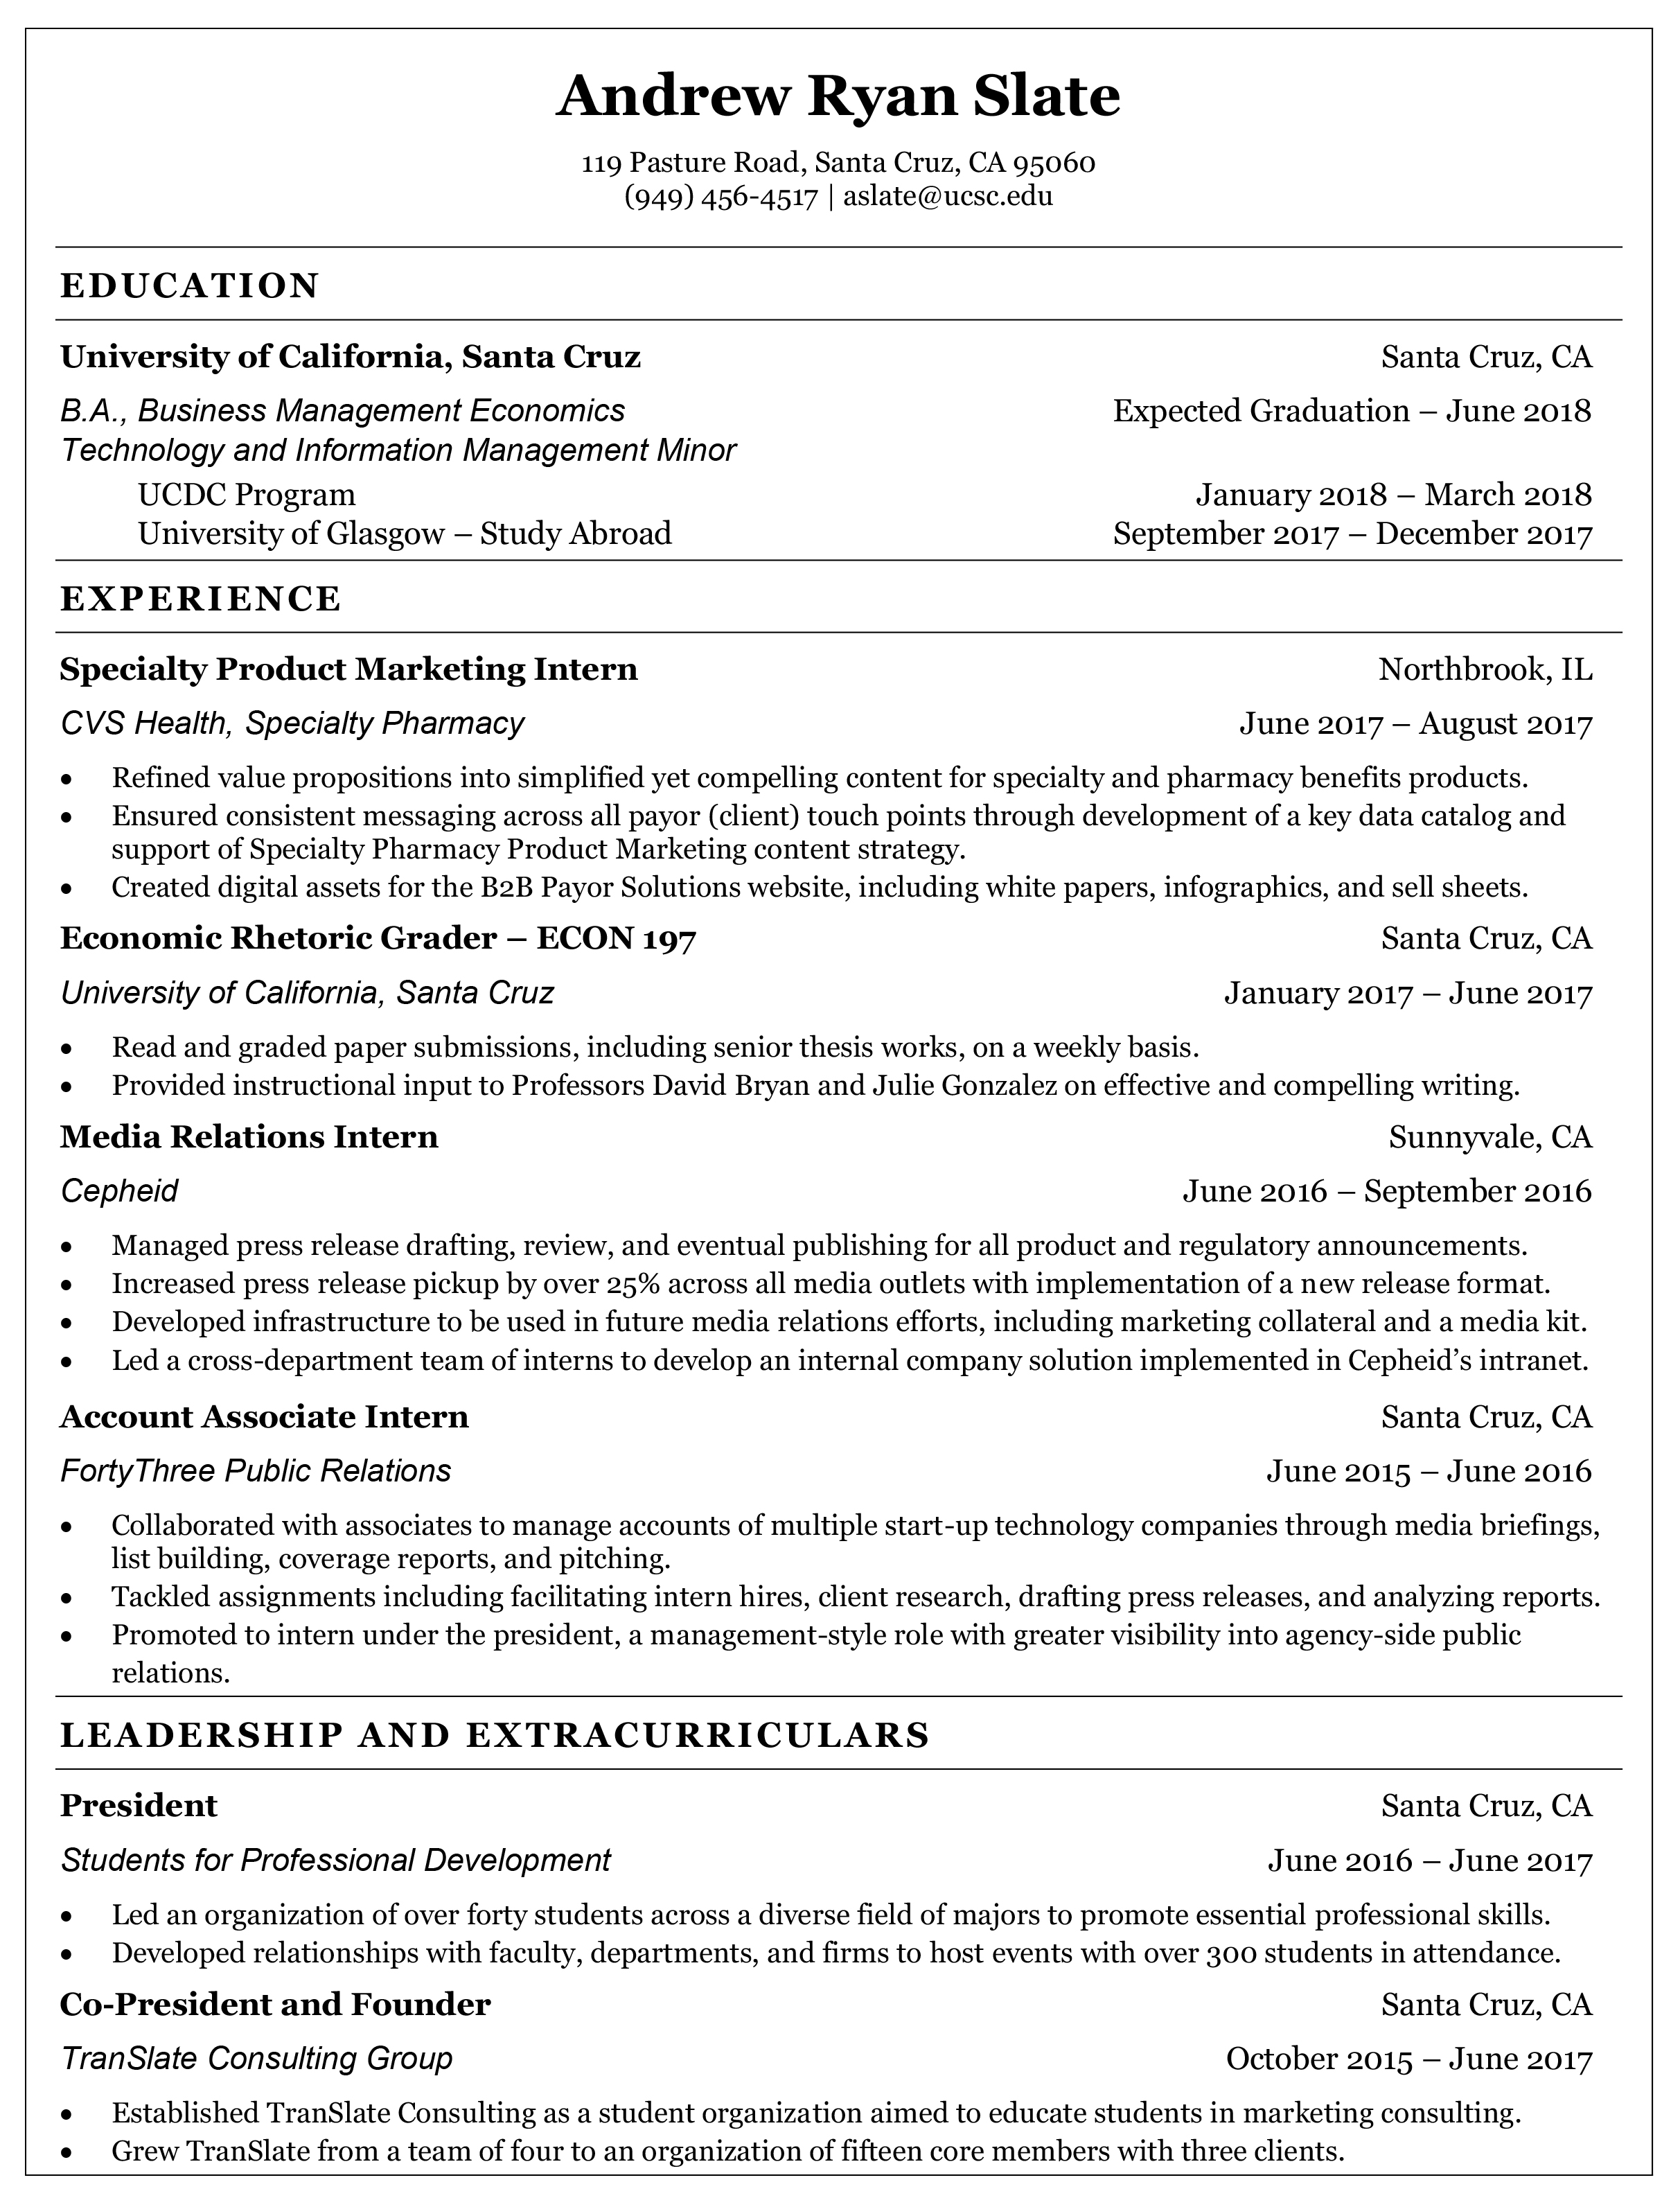 Andrew Ryan Slate
119 Pasture Road, Santa Cruz, CA 95060
(949) 456-4517 | aslate@ucsc.edu
EDUCATION
University of California, Santa Cruz Santa Cruz, CA
B.A., Business Management Economics Expected Graduation – June 2018
Technology and Information Management Minor
UCDC Program January 2018 – March 2018
University of Glasgow – Study Abroad September 2017 – December 2017
EXPERIENCE
Specialty Product Marketing Intern Northbrook, IL
CVS Health, Specialty Pharmacy June 2017 – August 2017
• Refined value propositions into simplified yet compelling content for specialty and pharmacy benefits products.
• Ensured consistent messaging across all payor (client) touch points through development of a key data catalog and
support of Specialty Pharmacy Product Marketing content strategy.
• Created digital assets for the B2B Payor Solutions website, including white papers, infographics, and sell sheets.
Economic Rhetoric Grader – ECON 197 Santa Cruz, CA
University of California, Santa Cruz January 2017 – June 2017
• Read and graded paper submissions, including senior thesis works, on a weekly basis.
• Provided instructional input to Professors David Bryan and Julie Gonzalez on effective and compelling writing.
Media Relations Intern Sunnyvale, CA
Cepheid June 2016 – September 2016
• Managed press release drafting, review, and eventual publishing for all product and regulatory announcements.
• Increased press release pickup by over 25% across all media outlets with implementation of a new release format.
• Developed infrastructure to be used in future media relations efforts, including marketing collateral and a media kit.
• Led a cross-department team of interns to develop an internal company solution implemented in Cepheid’s intranet.
Account Associate Intern Santa Cruz, CA
FortyThree Public Relations June 2015 – June 2016
• Collaborated with associates to manage accounts of multiple start-up technology companies through media briefings,
list building, coverage reports, and pitching.
• Tackled assignments including facilitating intern hires, client research, drafting press releases, and analyzing reports.
• Promoted to intern under the president, a management-style role with greater visibility into agency-side public
relations.
LEADERSHIP AND EXTRACURRICULARS
President Santa Cruz, CA
Students for Professional Development June 2016 – June 2017
• Led an organization of over forty students across a diverse field of majors to promote essential professional skills.
• Developed relationships with faculty, departments, and firms to host events with over 300 students in attendance.
Co-President and Founder Santa Cruz, CA
TranSlate Consulting Group October 2015 – June 2017
• Established TranSlate Consulting as a student organization aimed to educate students in marketing consulting.
• Grew TranSlate from a team of four to an organization of fifteen core members with three clients.